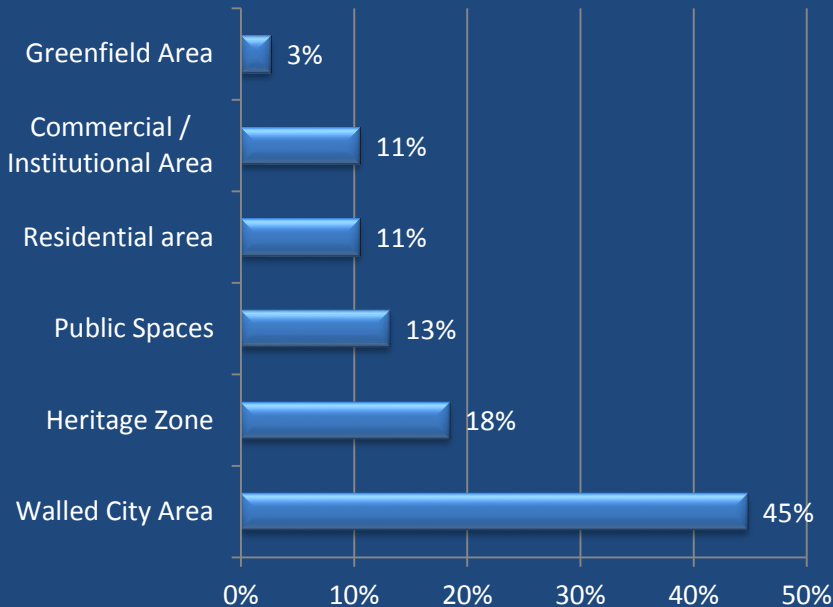 Greenfield Area
3%
Commercial /
Institutional Area
11%
Residential area
11%
Public Spaces
13%
Heritage Zone
18%
Walled City Area
45%
0% 10% 20% 30% 40% 50%